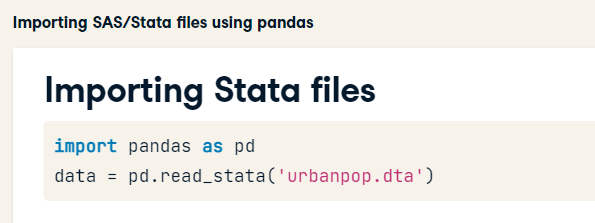 Importing SAS/Stata files using pandas
Importing Stata files
import pandas as pd
data = pd.read_stata('urbanpop.dta')